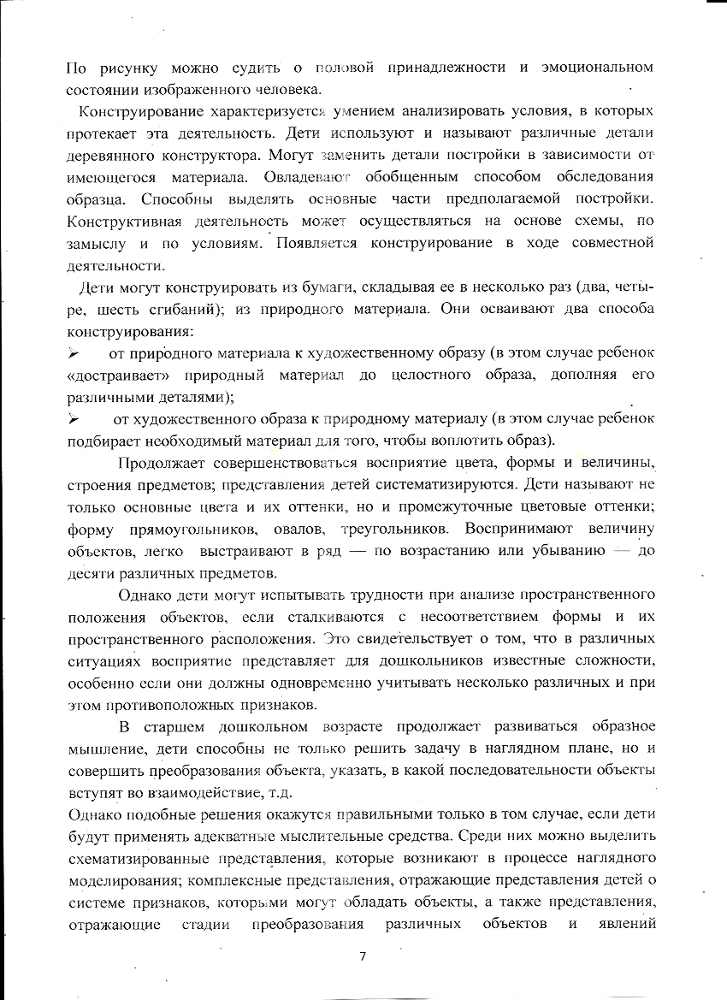 По рисунку можно судить о половой принадлежности и эмоциональном
состоянии изображенного человека.
Конструирование характеризуется умением анализировать условия, в которых
протекает эта деятельность. Дети используют и называют различные детали
деревянного конструктора. Могут заменить детали постройки в зависимости от
имеющегося материала. Овладевают обобщенным способом обследования
образца. Способны выделять основные части предполагаемой постройки.
Конструктивная деятельность может осуществляться на основе схемы, по
замыслу и по условиям. Появляется конструирование в ходе совместной
деятельности.
Дети могут конструировать из бумаги, складывая ее в несколько раз (два, четы-
ре, шесть сгибаний); из природного материала. Они осваивают два способа
конструирования:
➢ от природного материала к художественному образу (в этом случае ребенок
«достраивает» природный материал до целостного образа, дополняя его
различными деталями);
➢ от художественного образа к природному материалу (в этом случае ребенок
подбирает необходимый материал для того, чтобы воплотить образ).
Продолжает совершенствоваться восприятие цвета, формы и величины,
строения предметов; представления детей систематизируются. Дети называют не
только основные цвета и их оттенки, но и промежуточные цветовые оттенки;
форму прямоугольников, овалов, треугольников. Воспринимают величину
объектов, легко выстраивают в ряд — по возрастанию или убыванию — до
десяти различных предметов.
Однако дети могут испытывать трудности при анализе пространственного
положения объектов, если сталкиваются с несоответствием формы и их
пространственного расположения. Это свидетельствует о том, что в различных
ситуациях восприятие представляет для дошкольников известные сложности,
особенно если они должны одновременно учитывать несколько различных и при
этом противоположных признаков.
В старшем дошкольном возрасте продолжает развиваться образное
мышление, дети способны не только решить задачу в наглядном плане, но и
совершить преобразования объекта, указать, в какой последовательности объекты
вступят во взаимодействие, т.д.
Однако подобные решения окажутся правильными только в том случае, если дети
будут применять адекватные мыслительные средства. Среди них можно выделить
схематизированные представления, которые возникают в процессе наглядного
моделирования; комплексные представления, отражающие представления детей о
системе признаков, которыми могут обладать объекты, а также представления,
отражающие стадии преобразования различных объектов и явлений
7